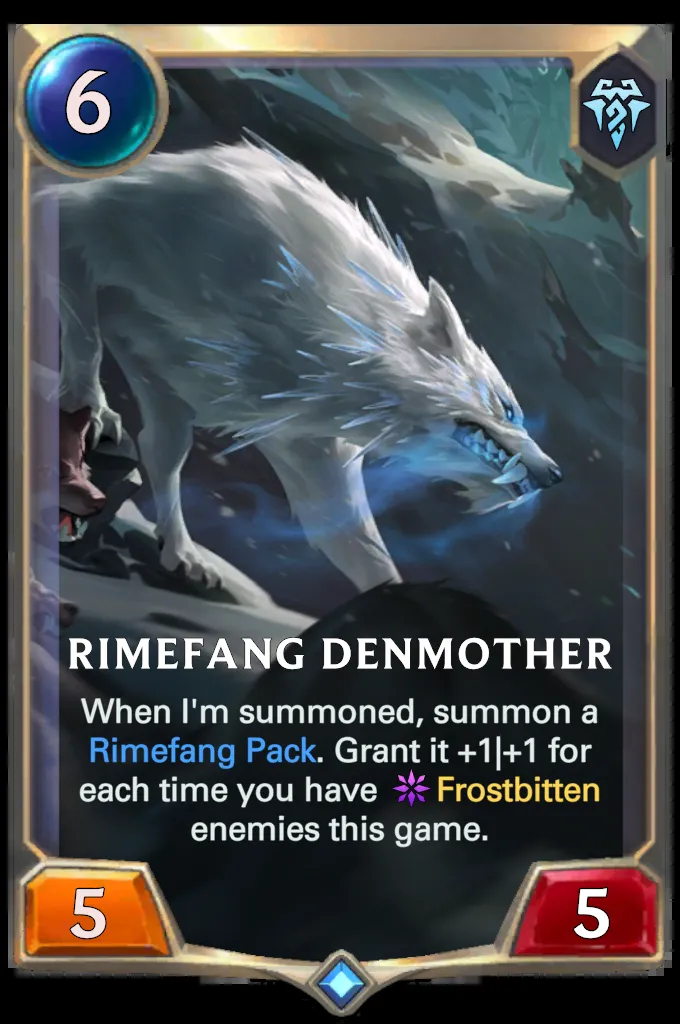 6
RIMEFANG DENMOTHER
When I'm summoned, summon a
Rimefang Pack. Grant it +1|+1 for
each time you have Frostbitten
enemies this game.
5
5